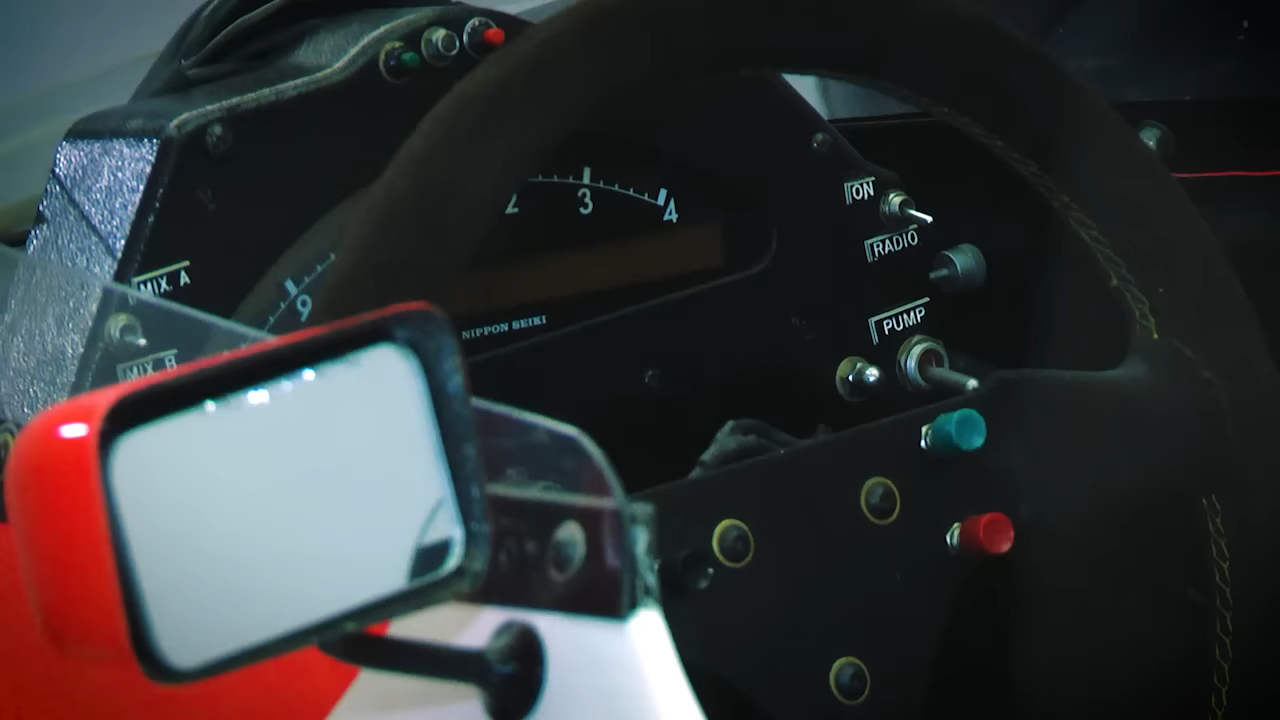 2 3 4
ON
RADIO
MIX. A
9
PUMP
NIPPON SEIKI
MIX. B